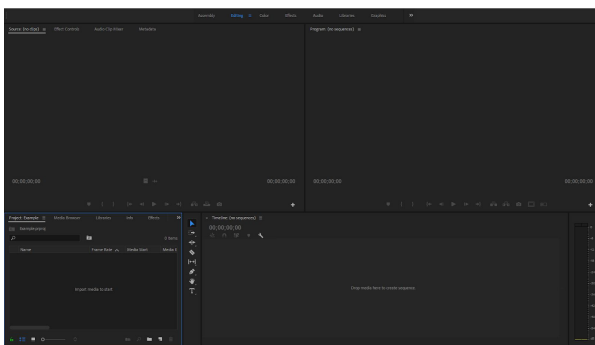 Assembly Editing Color Effects Audio Libraries Graphics
Source: (no clips) Effect Controls Audio Clip Mixer Metadata
Program: (no sequences)
00;00;00;00 00;00;00;00
00;00;00;00 00;00;00;00
Project: Example Media Browser Libraries Info Effects
Example.prproj
0 Items
Name Frame Rate Media Start Media E
Import media to start
Timeline: (no sequences)
00;00;00;00
Drop media here to create sequence.